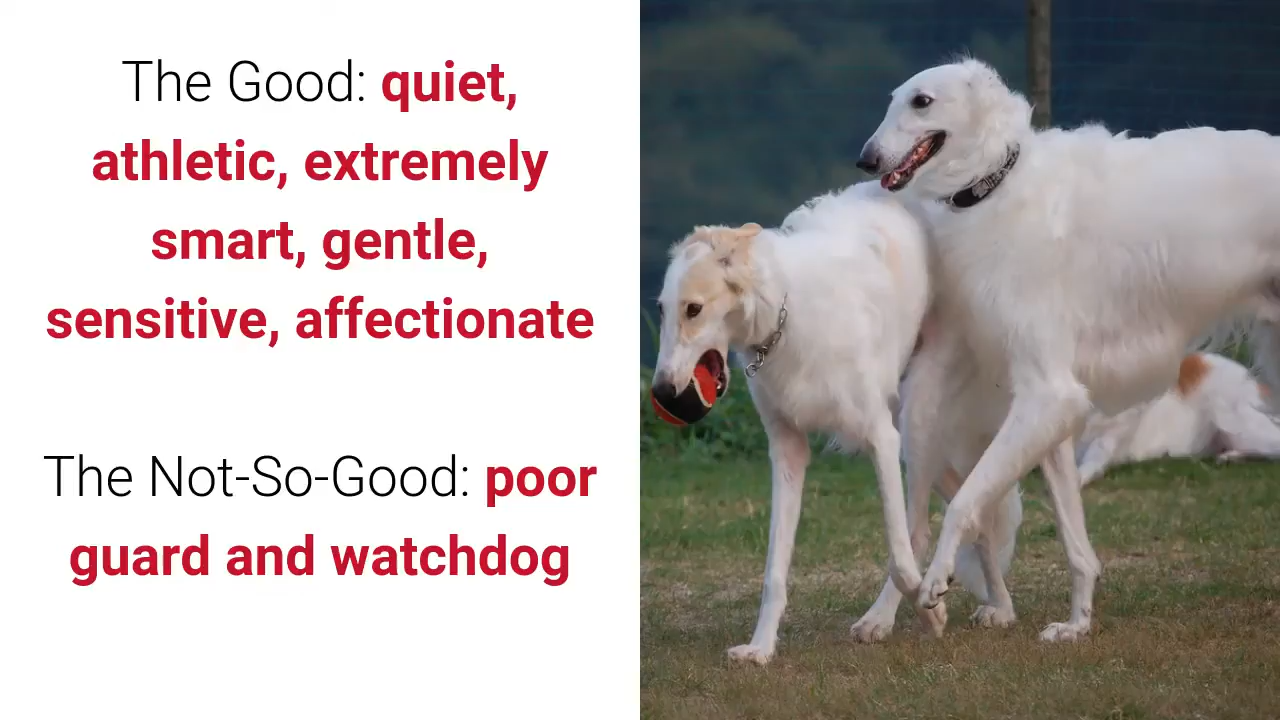 The Good: quiet,
athletic, extremely
smart, gentle,
sensitive, affectionate
The Not-So-Good: poor
guard and watchdog